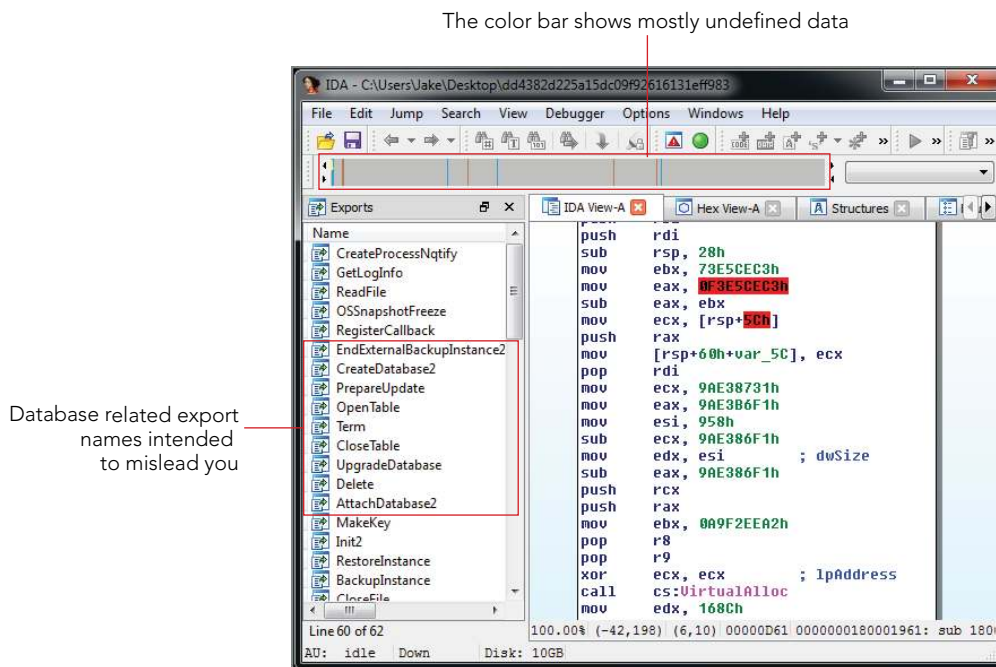 The color bar shows mostly undefined data
IDA - C:\Users\Jake\Desktop\dd4382d225a15dc09f92616131eff983
File Edit Jump Search View Debugger Options Windows Help
Exports
IDA View-A
Hex View-A
Structures
Name
CreateProcessNqtify
GetLogInfo
ReadFile
OSSnapshotFreeze
RegisterCallback
EndExternalBackupInstance2
CreateDatabase2
PrepareUpdate
OpenTable
Term
CloseTable
UpgradeDatabase
Delete
AttachDatabase2
MakeKey
Init2
RestoreInstance
BackupInstance
CloseFile
Line 60 of 62
Database related export
names intended
to mislead you
push rdi
sub rsp, 28h
mov ebx, 73E5CEC3h
mov eax, 0F3E5CEC3h
sub eax, ebx
mov ecx, [rsp+5Ch]
push rax
mov [rsp+60h+var_5C], ecx
pop rdi
mov ecx, 9AE38731h
mov eax, 9AE3B6F1h
mov esi, 958h
sub ecx, 9AE386F1h
mov edx, esi ; dwSize
sub eax, 9AE386F1h
push rcx
push rax
mov ebx, 0A9F2EEA2h
pop r8
pop r9
xor ecx, ecx ; lpAddress
call cs:VirtualAlloc
mov edx, 168Ch
100.00% (-42,198) (6,10) 00000D61 0000000180001961: sub 1800
AU: idle Down Disk: 10GB